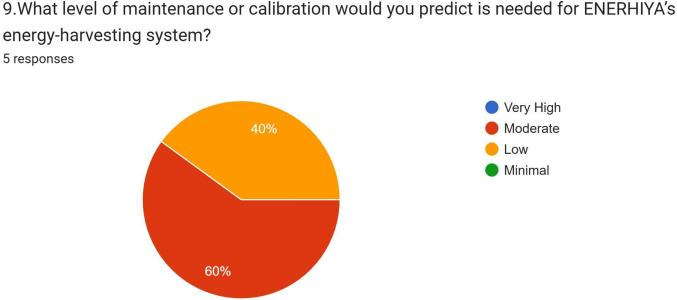 9.What level of maintenance or calibration would you predict is needed for ENERHIYA’s
energy-harvesting system?
5 responses
40%
60%
Very High
Moderate
Low
Minimal